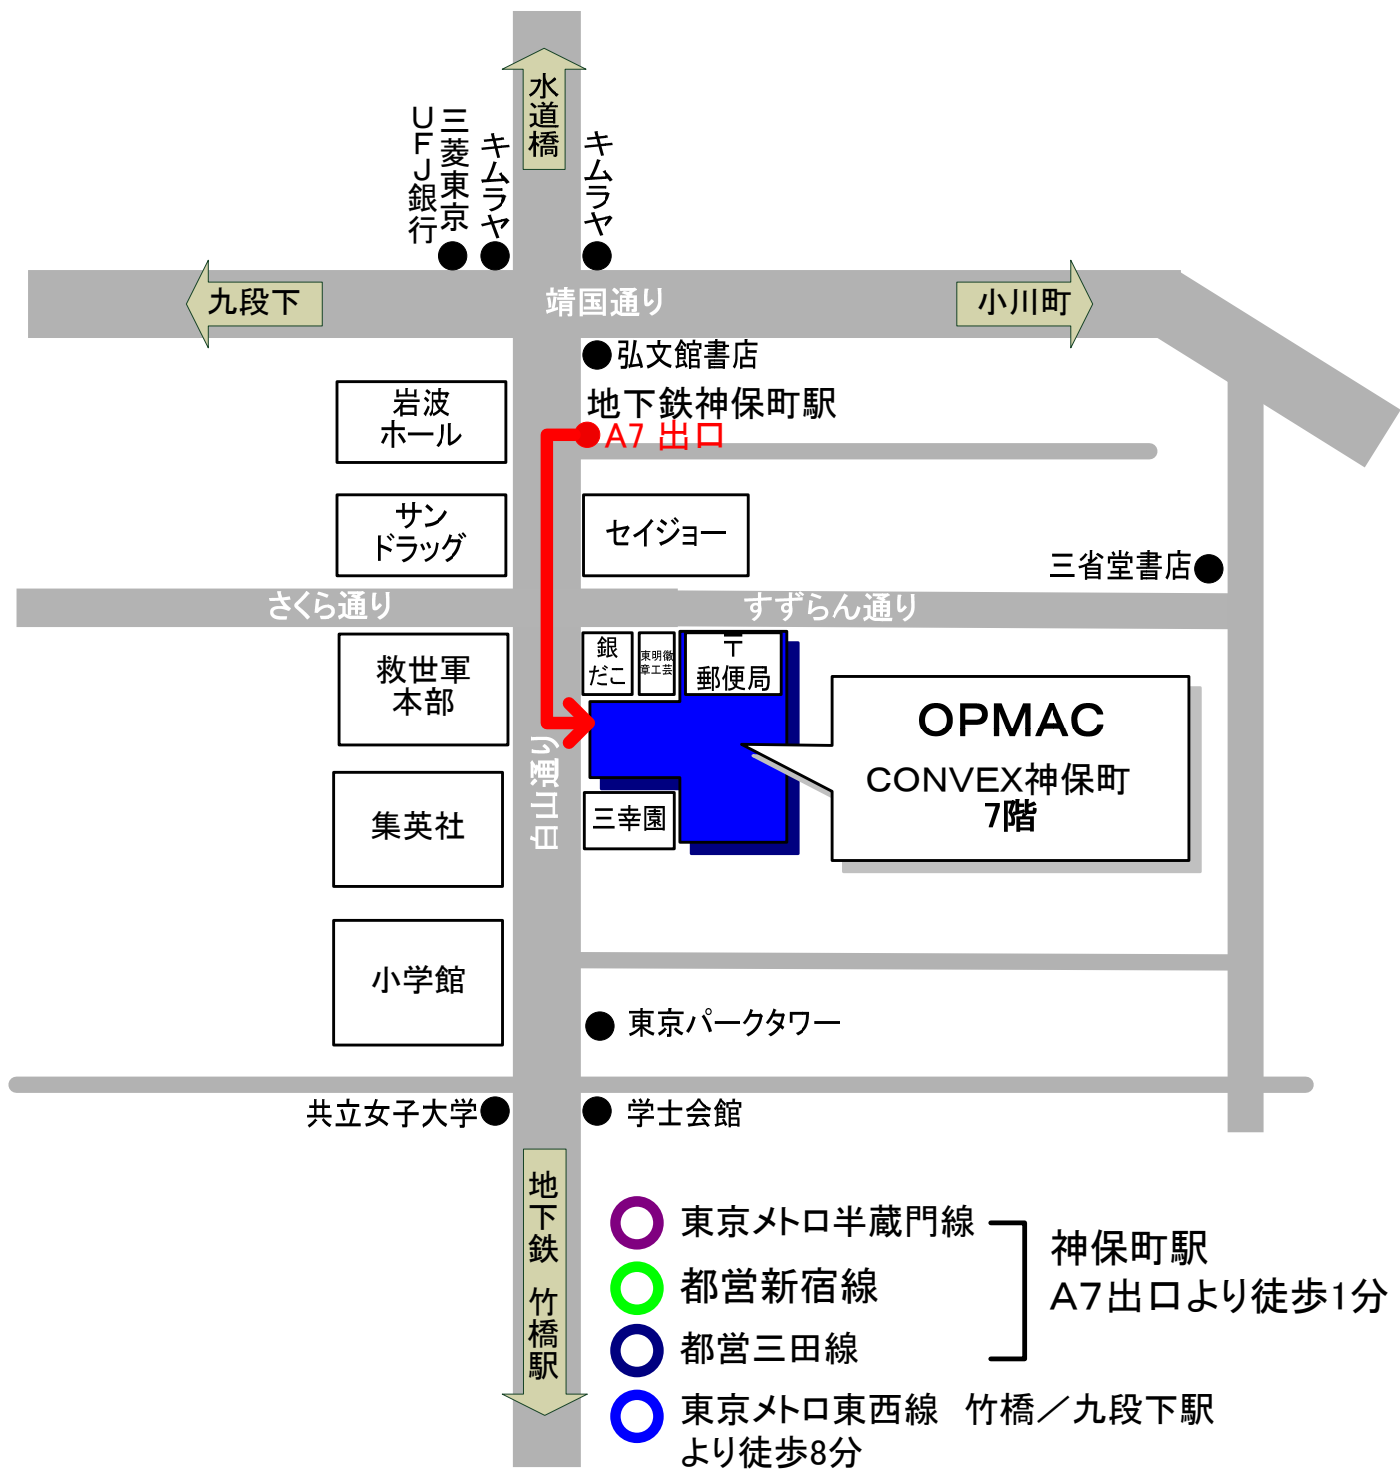 水道橋
三菱東京
ＵＦＪ銀行
キムラヤ
キムラヤ
九段下
靖国通り
小川町
弘文館書店
岩波
ホール
地下鉄神保町駅
A7 出口
サン
ドラッグ
セイジョー
三省堂書店
さくら通り
すずらん通り
救世軍
本部
銀
だこ
東明徽
章工芸
〒
郵便局
OPMAC
CONVEX神保町
7階
白山通り
集英社
三幸園
小学館
東京パークタワー
共立女子大学
学士会館
地下鉄 竹橋駅
東京メトロ半蔵門線
都営新宿線
都営三田線
神保町駅
A7出口より徒歩1分
東京メトロ東西線　竹橋／九段下駅
より徒歩8分